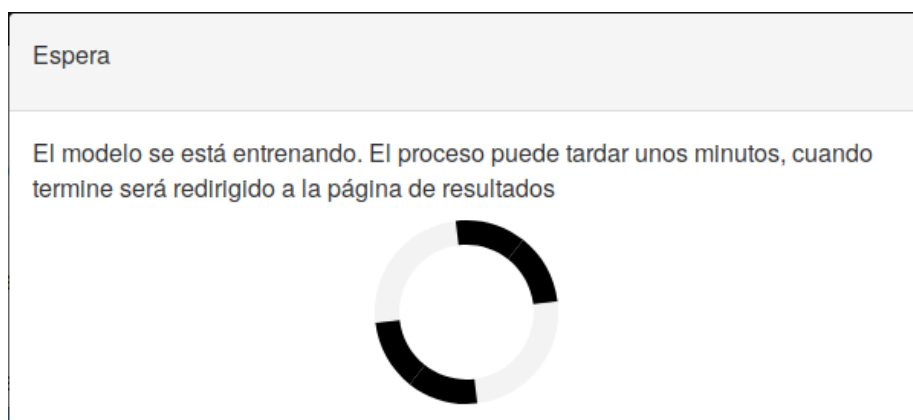 Espera
El modelo se está entrenando. El proceso puede tardar unos minutos, cuando
termine será redirigido a la página de resultados